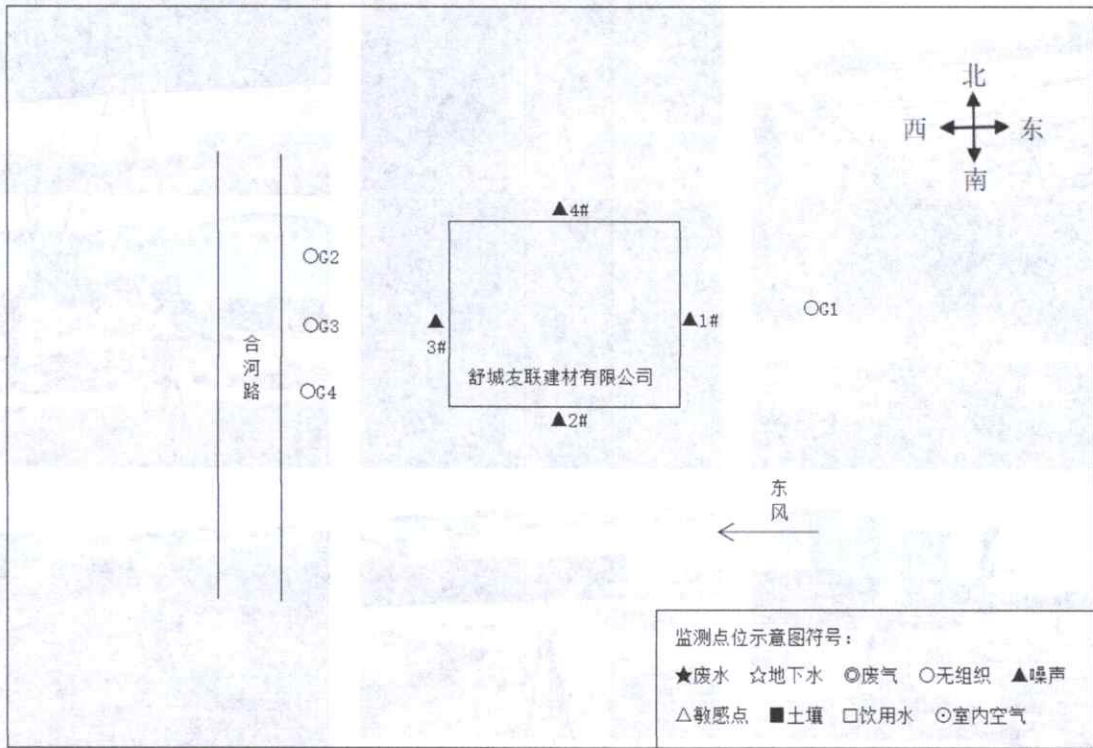 北
西 东
南
▲4#
○G2
○G1
○G3
▲
3#
▲1#
合河路
舒城友联建材有限公司
○G4
▲2#
东风
监测点位示意图符号：
★废水 ☆地下水 ◎废气 ○无组织 ▲噪声
△敏感点 ■土壤 □饮用水 ⊙室内空气